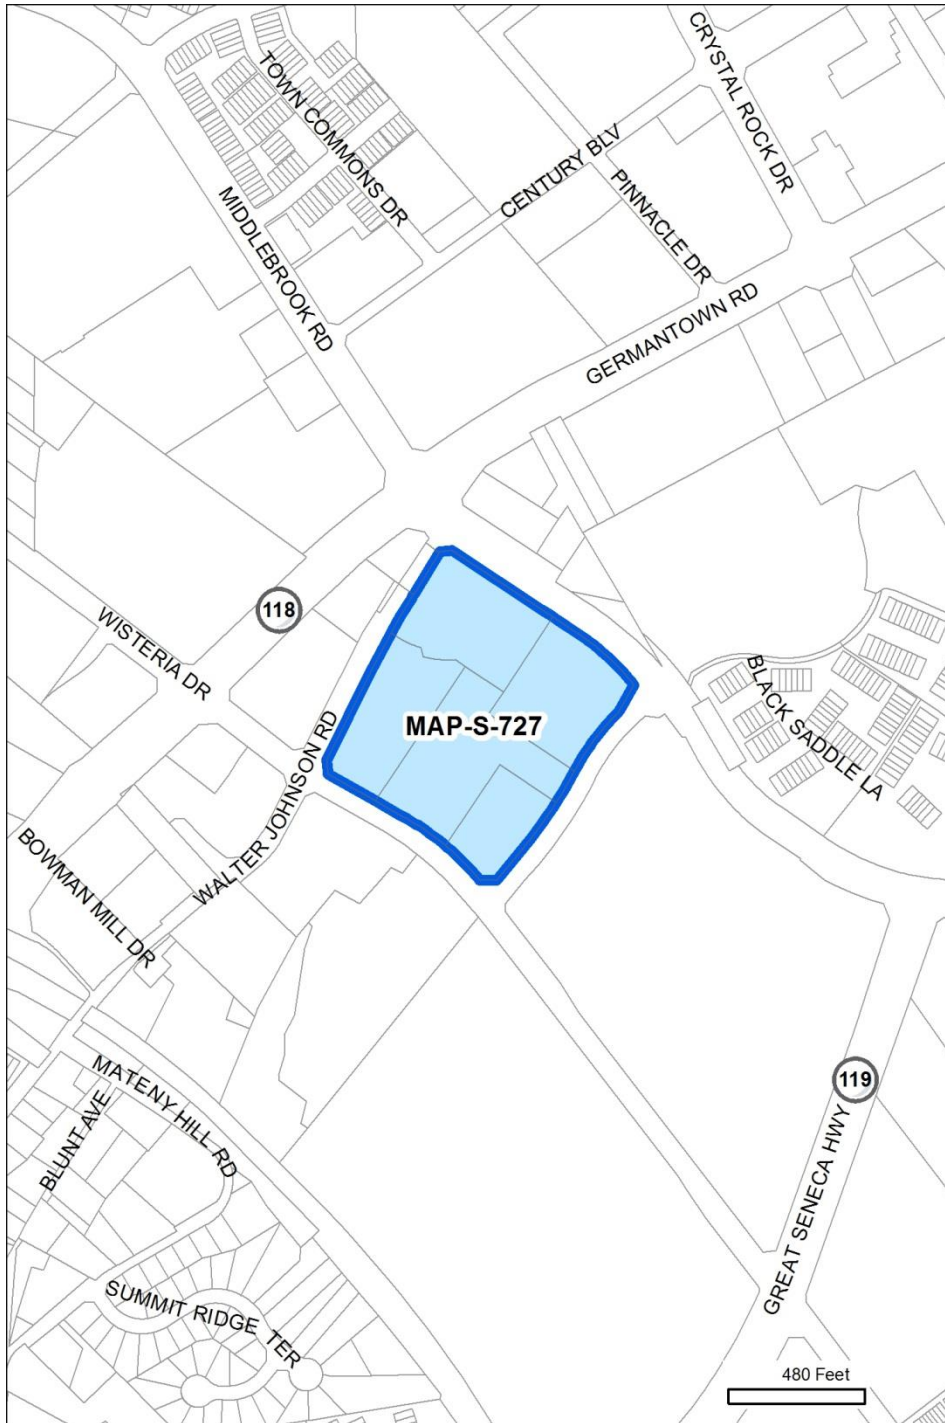 CRYSTAL ROCK DR
TOWN COMMONS DR
CENTURY BLV
PINNACLE DR
MIDDLEBROOK RD
GERMANTOWN RD
118
WISTERIA DR
BLACK SADDLE LA
MAP-S-727
WALTER JOHNSON RD
BOWMAN MILL DR
MATENY HILL RD
119
BLUNT AVE
GREAT SENECA HWY
SUMMIT RIDGE TER
480 Feet